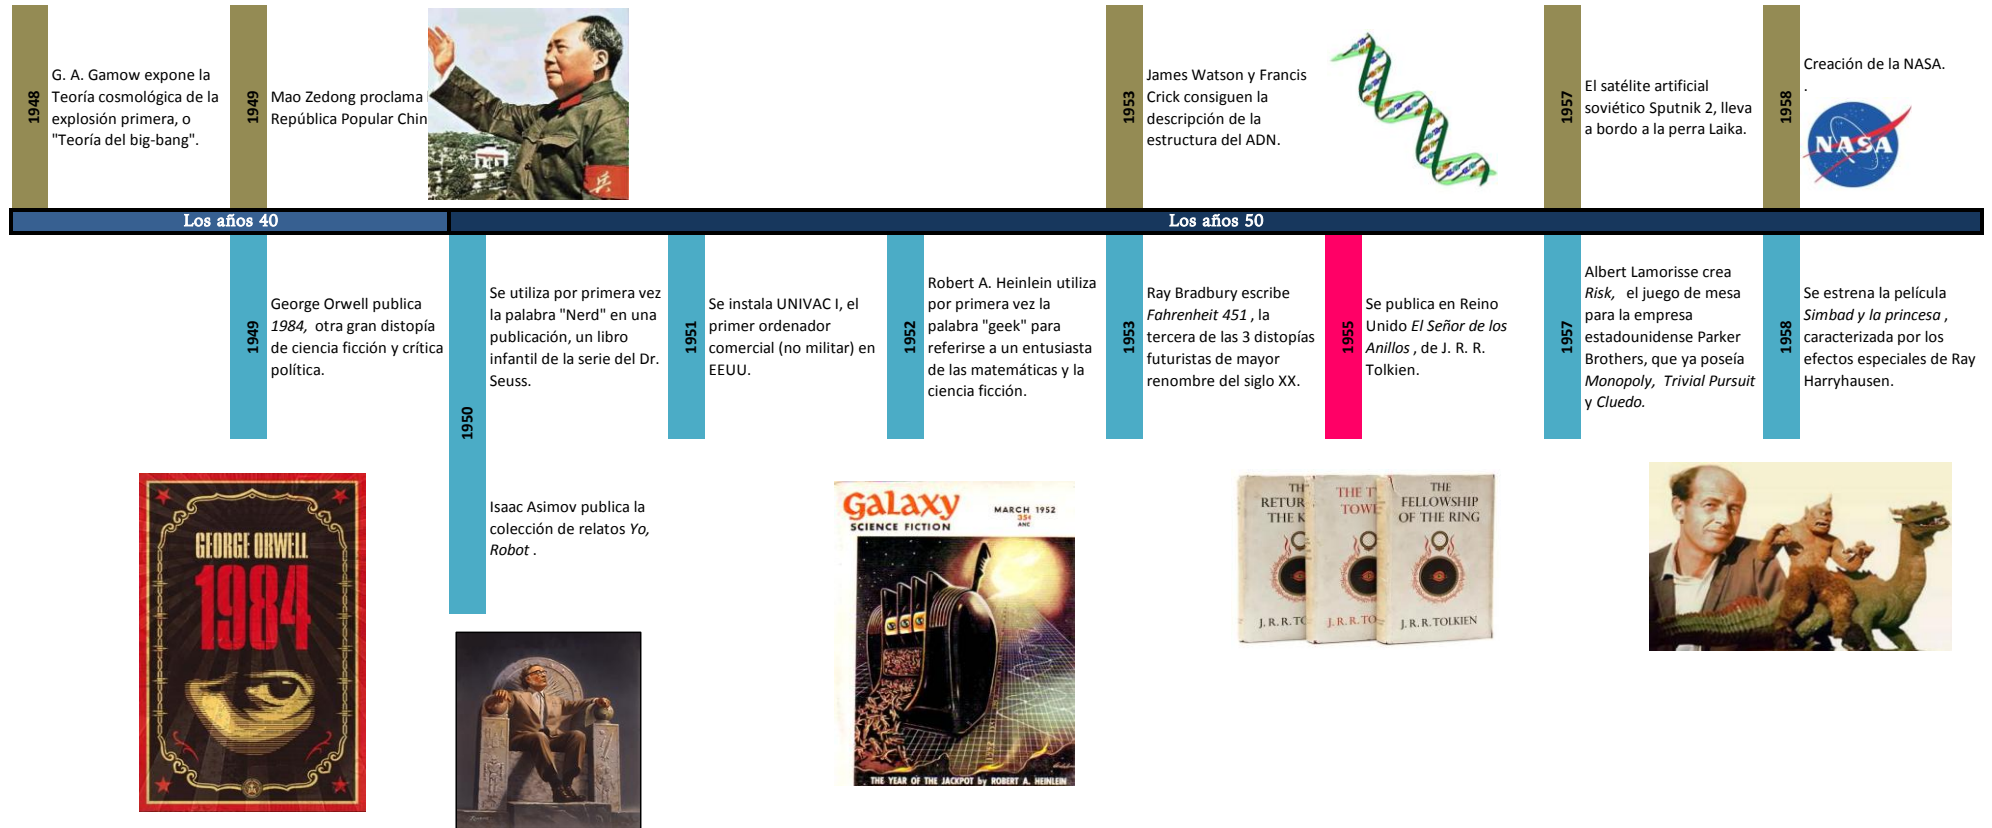 1948
G. A. Gamow expone la
Teoría cosmológica de la
explosión primera, o
"Teoría del big-bang".
1949
Mao Zedong proclama
República Popular Chin
兵
1953
James Watson y Francis
Crick consiguen la
descripción de la
estructura del ADN.
1957
El satélite artificial
soviético Sputnik 2, lleva
a bordo a la perra Laika.
1958
Creación de la NASA.
.
NASA
Los años 40
Los años 50
1949
George Orwell publica
1984, otra gran distopía
de ciencia ficción y crítica
política.
1950
Se utiliza por primera vez
la palabra "Nerd" en una
publicación, un libro
infantil de la serie del Dr.
Seuss.
Isaac Asimov publica la
colección de relatos Yo,
Robot .
1951
Se instala UNIVAC I, el
primer ordenador
comercial (no militar) en
EEUU.
1952
Robert A. Heinlein utiliza
por primera vez la
palabra "geek" para
referirse a un entusiasta
de las matemáticas y la
ciencia ficción.
1953
Ray Bradbury escribe
Fahrenheit 451 , la
tercera de las 3 distopías
futuristas de mayor
renombre del siglo XX.
1955
Se publica en Reino
Unido El Señor de los
Anillos , de J. R. R.
Tolkien.
1957
Albert Lamorisse crea
Risk, el juego de mesa
para la empresa
estadounidense Parker
Brothers, que ya poseía
Monopoly, Trivial Pursuit
y Cluedo.
1958
Se estrena la película
Simbad y la princesa ,
caracterizada por los
efectos especiales de Ray
Harryhausen.
GEORGE ORWELL
1984
GALAXY
SCIENCE FICTION
MARCH 1952
35¢
ANC
THE YEAR OF THE JACKPOT by ROBERT A. HEINLEIN
TH
RETUR
THE K
J. R. R. TO
THE T
TOWE
J. R. R. TO
THE
FELLOWSHIP
OF THE RING
J. R. R. TOLKIEN